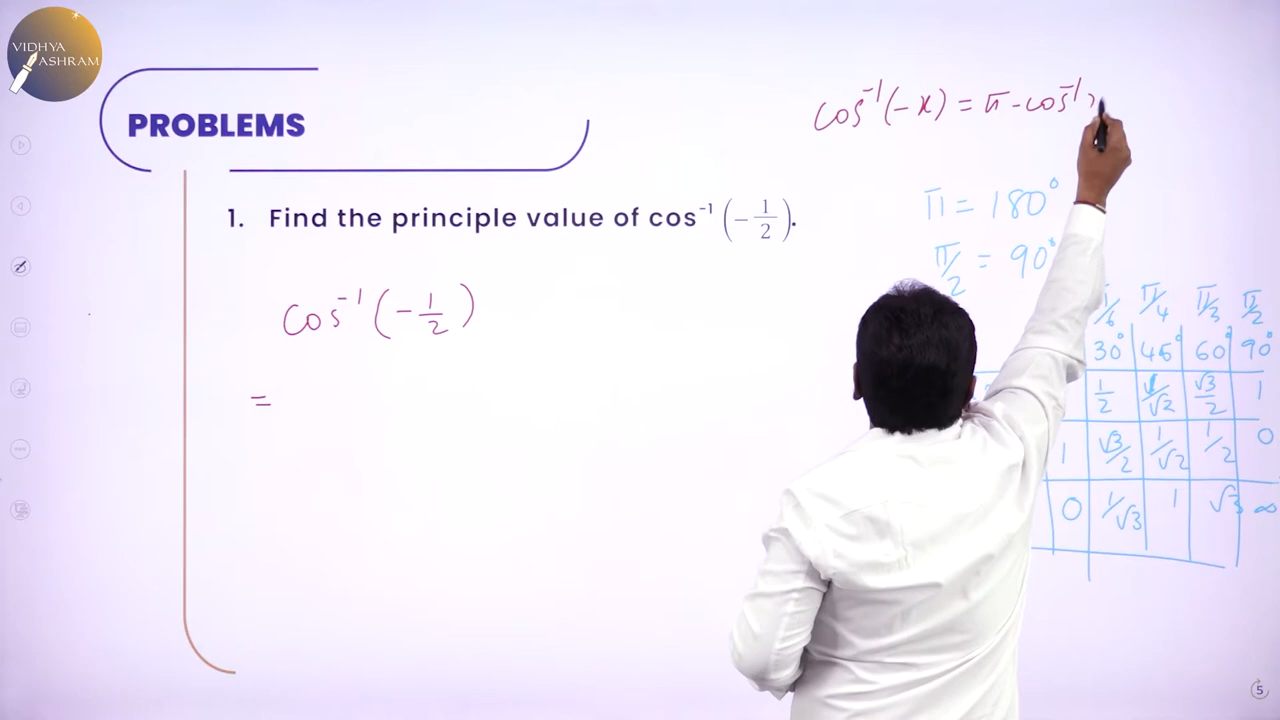 VIDHYA
ASHRAM
PROBLEMS
cos⁻¹(-x) = π - cos⁻¹
1. Find the principle value of cos⁻¹ (-1/2).
π = 180°
π/2 = 90°
cos⁻¹(-1/2)
=
π/4 π/3 π/2
30° 45° 60° 90°
1/2 1/√2 √3/2 1
1 √3/2 1/√2 1/2 0
0 1/√3 1 √3 ∞
5